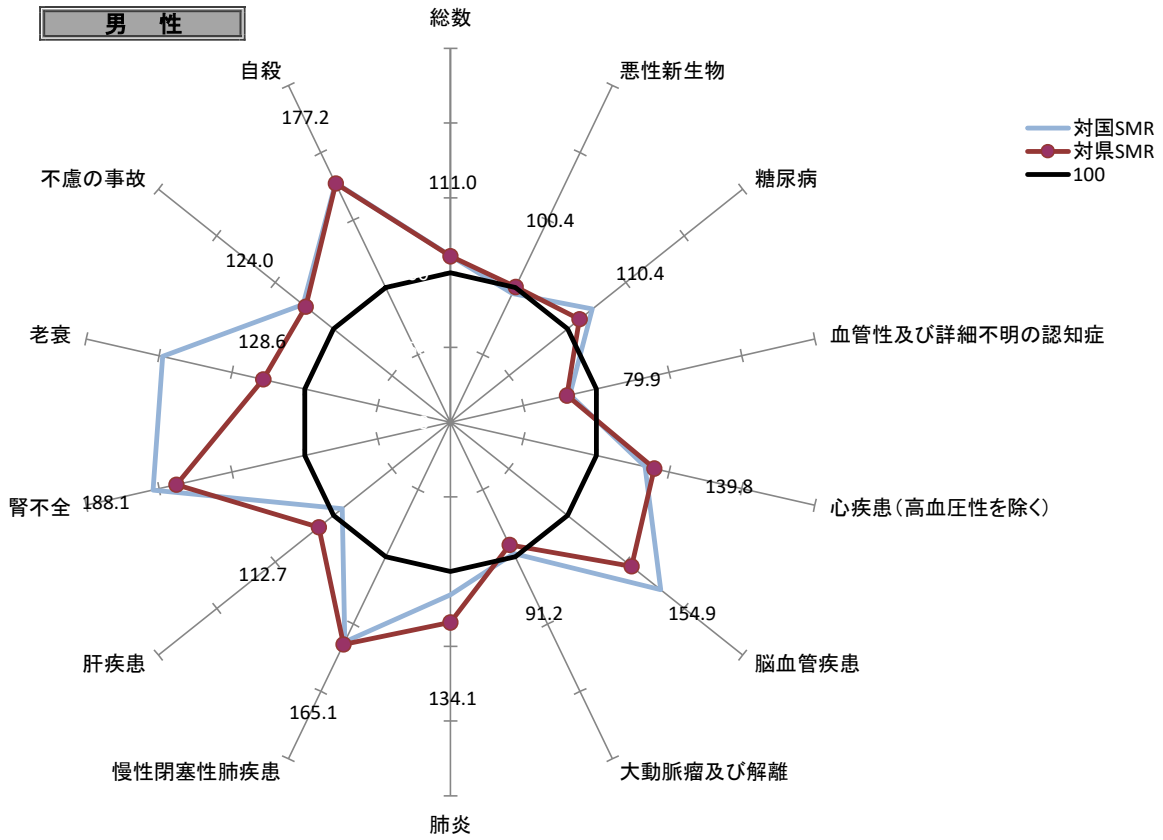 男 性
総数
自殺
悪性新生物
対国SMR
対県SMR
100
177.2
不慮の事故
糖尿病
111.0
100.4
124.0
110.4
老衰
128.6
血管性及び詳細不明の認知症
79.9
腎不全
188.1
139.8
心疾患(高血圧性を除く)
112.7
91.2
154.9
肝疾患
脳血管疾患
165.1
134.1
慢性閉塞性肺疾患
大動脈瘤及び解離
肺炎